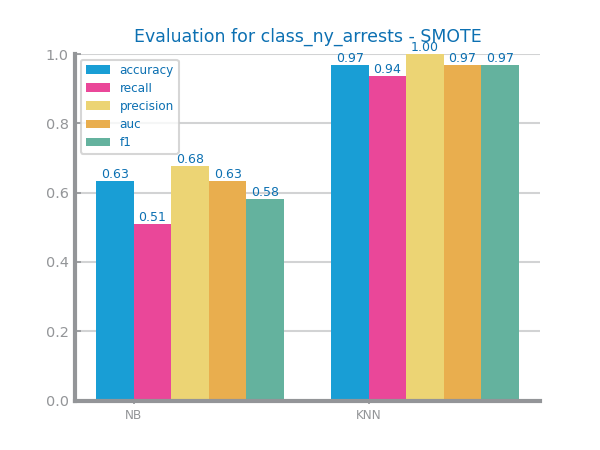 Evaluation for class_ny_arrests - SMOTE
1.0
0.8
0.6
0.4
0.2
0.0
accuracy
recall
precision
auc
f1
0.63
0.51
0.68
0.63
0.58
0.97
0.94
1.00
0.97
0.97
NB
KNN